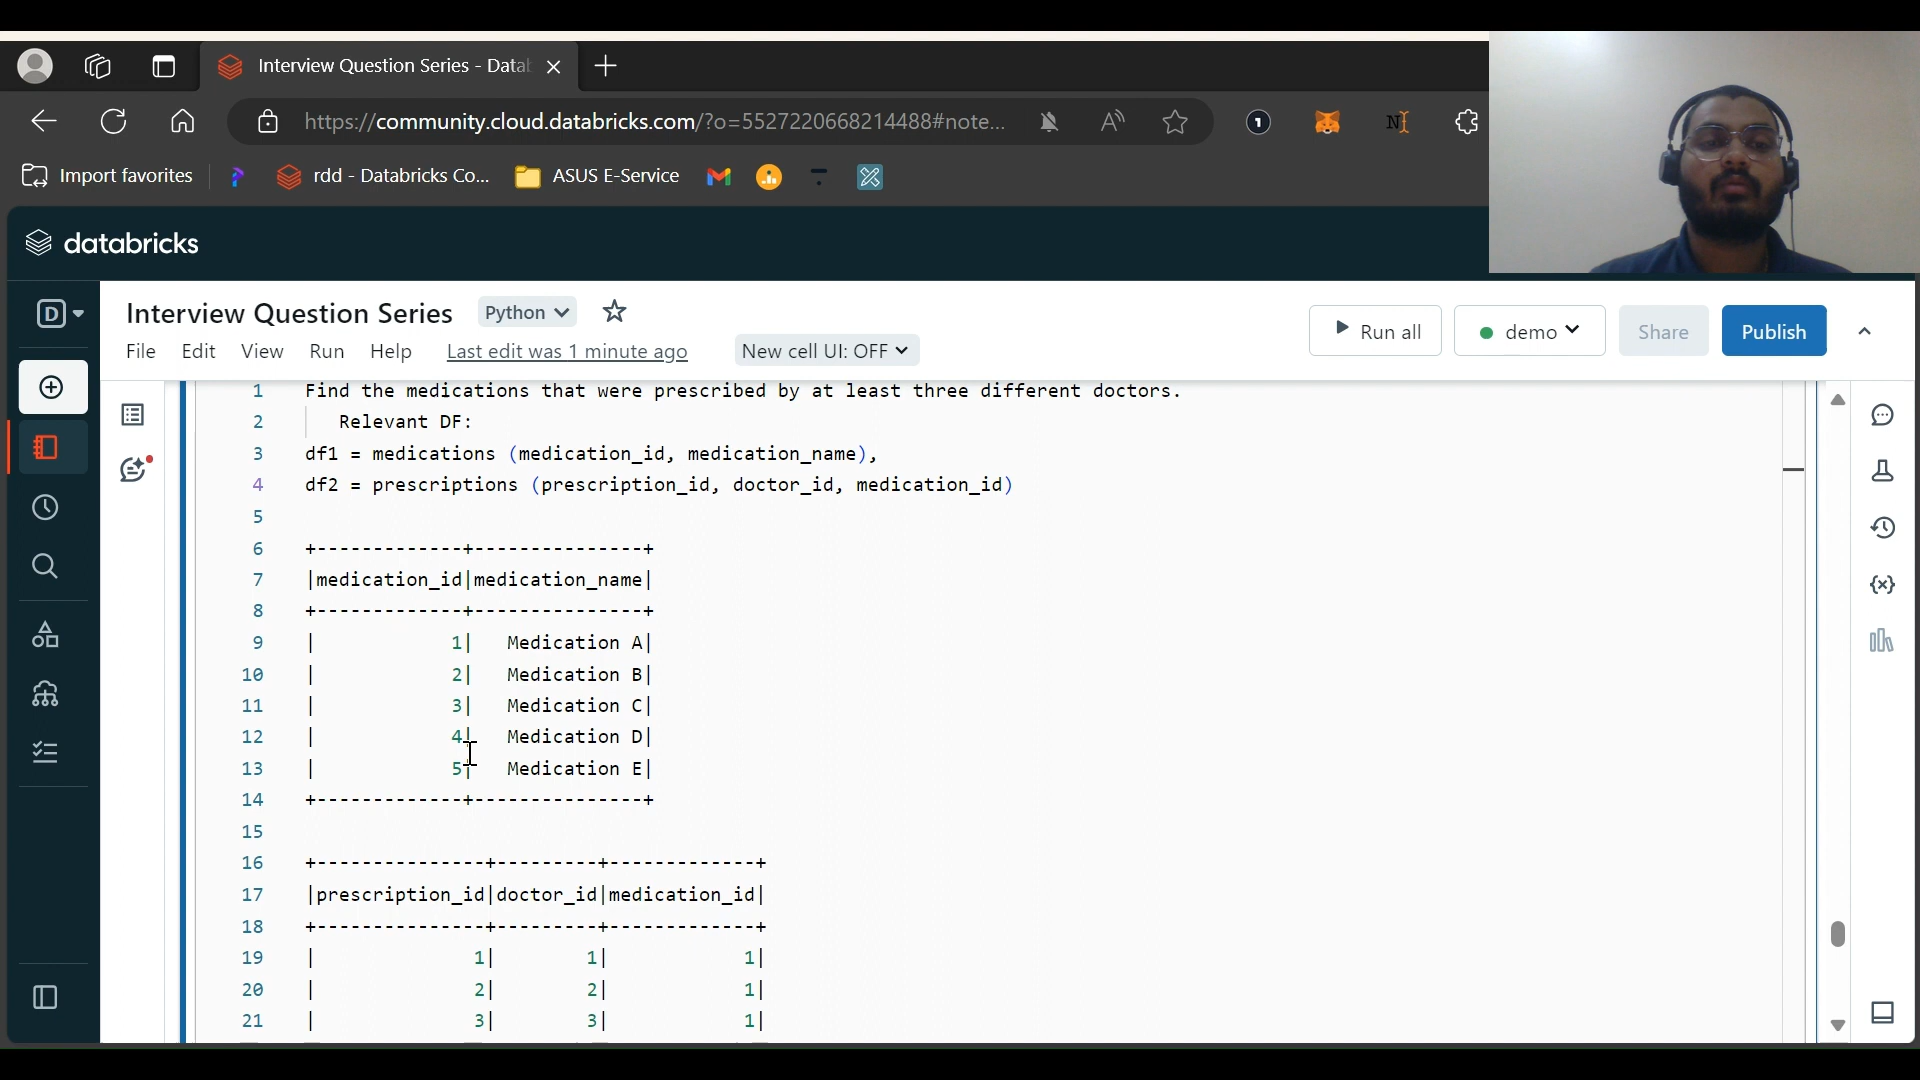 Interview Question Series - Datab
https://community.cloud.databricks.com/?o=5527220668214488#note...
Import favorites
rdd - Databricks Co...
ASUS E-Service
databricks
D
Interview Question Series
Python
File Edit View Run Help Last edit was 1 minute ago New cell UI: OFF
Run all
demo
Share
Publish
1 Find the medications that were prescribed by at least three different doctors.
2 Relevant DF:
3 df1 = medications (medication_id, medication_name),
4 df2 = prescriptions (prescription_id, doctor_id, medication_id)
5
6 +-------------+---------------+
7 |medication_id|medication_name|
8 +-------------+---------------+
9 | 1| Medication A|
10 | 2| Medication B|
11 | 3| Medication C|
12 | 4| Medication D|
13 | 5| Medication E|
14 +-------------+---------------+
15
16 +---------------+---------+-------------+
17 |prescription_id|doctor_id|medication_id|
18 +---------------+---------+-------------+
19 | 1| 1| 1|
20 | 2| 2| 1|
21 | 3| 3| 1|